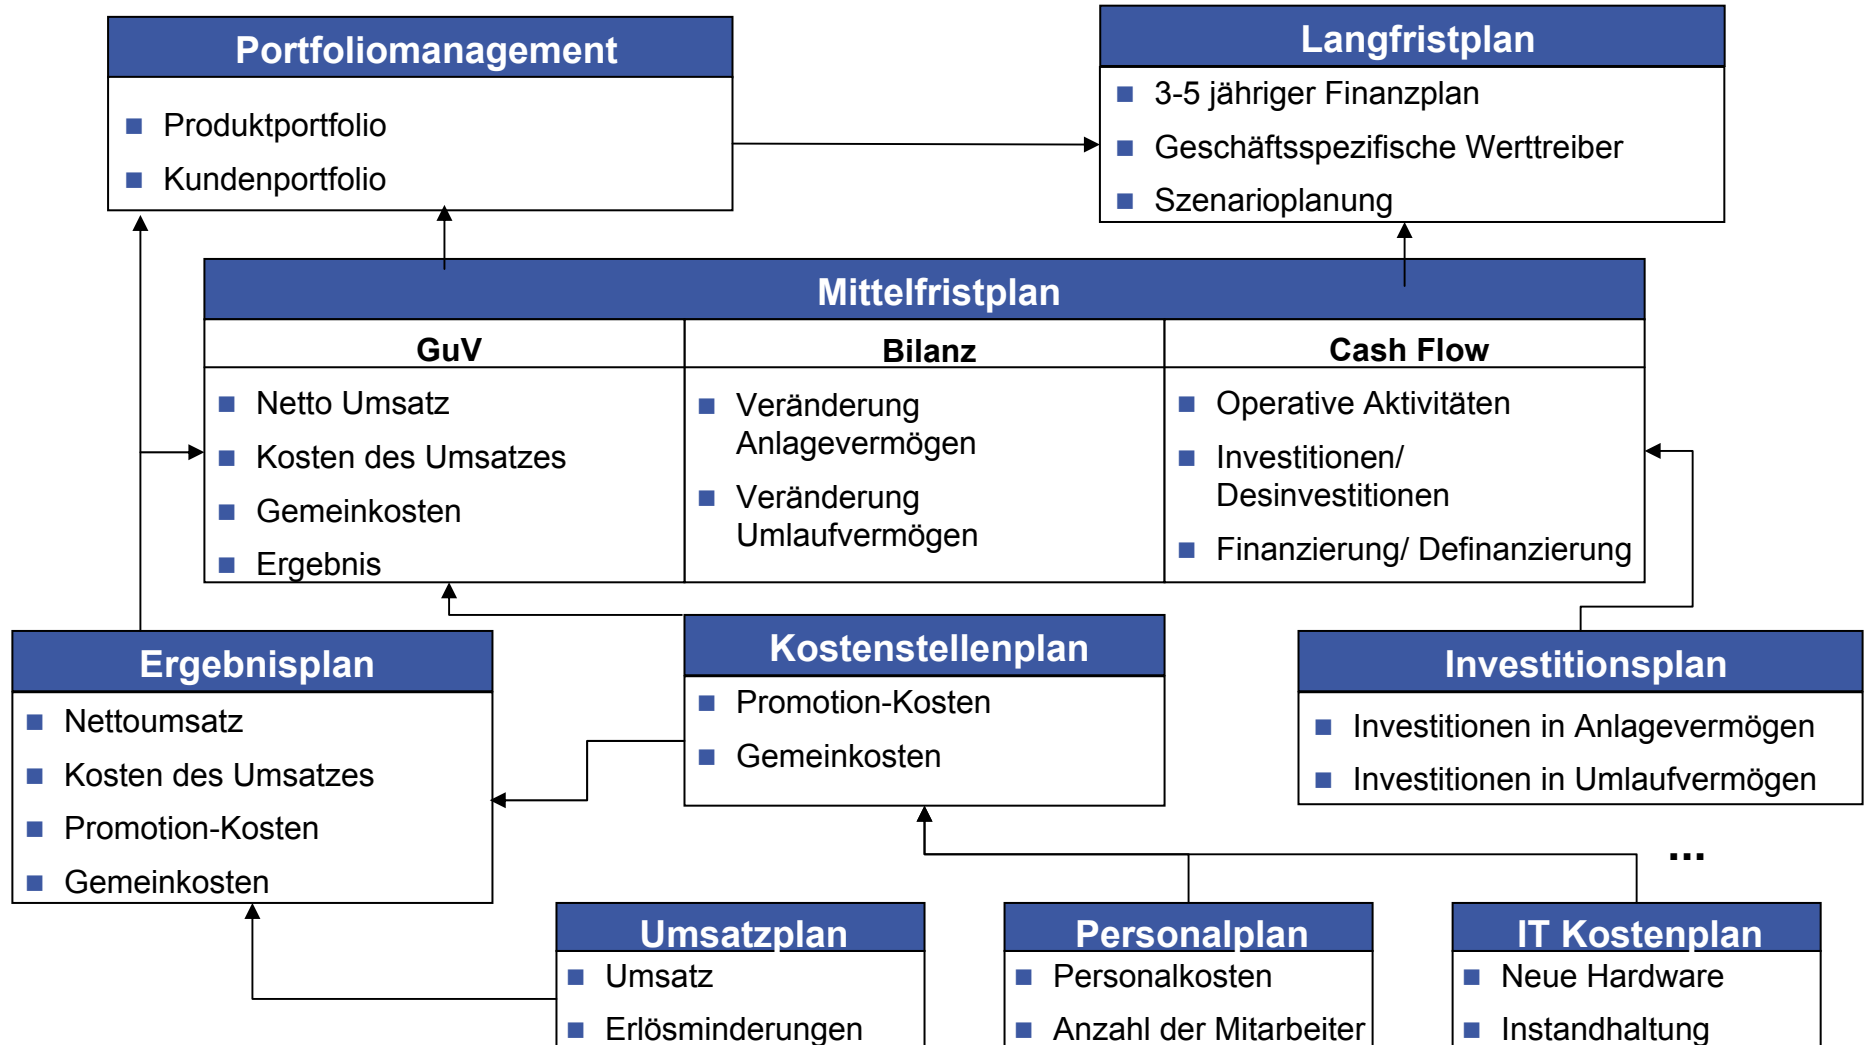 Portfoliomanagement
Produktportfolio
Kundenportfolio
Langfristplan
3-5 jähriger Finanzplan
Geschäftsspezifische Werttreiber
Szenarioplanung
Mittelfristplan
GuV
Netto Umsatz
Kosten des Umsatzes
Gemeinkosten
Ergebnis
Bilanz
Veränderung
Anlagevermögen
Veränderung
Umlaufvermögen
Cash Flow
Operative Aktivitäten
Investitionen/
Desinvestitionen
Finanzierung/ Definanzierung
Ergebnisplan
Nettoumsatz
Kosten des Umsatzes
Promotion-Kosten
Gemeinkosten
Kostenstellenplan
Promotion-Kosten
Gemeinkosten
Investitionsplan
Investitionen in Anlagevermögen
Investitionen in Umlaufvermögen
...
Umsatzplan
Umsatz
Erlösminderungen
Personalplan
Personalkosten
Anzahl der Mitarbeiter
IT Kostenplan
Neue Hardware
Instandhaltung